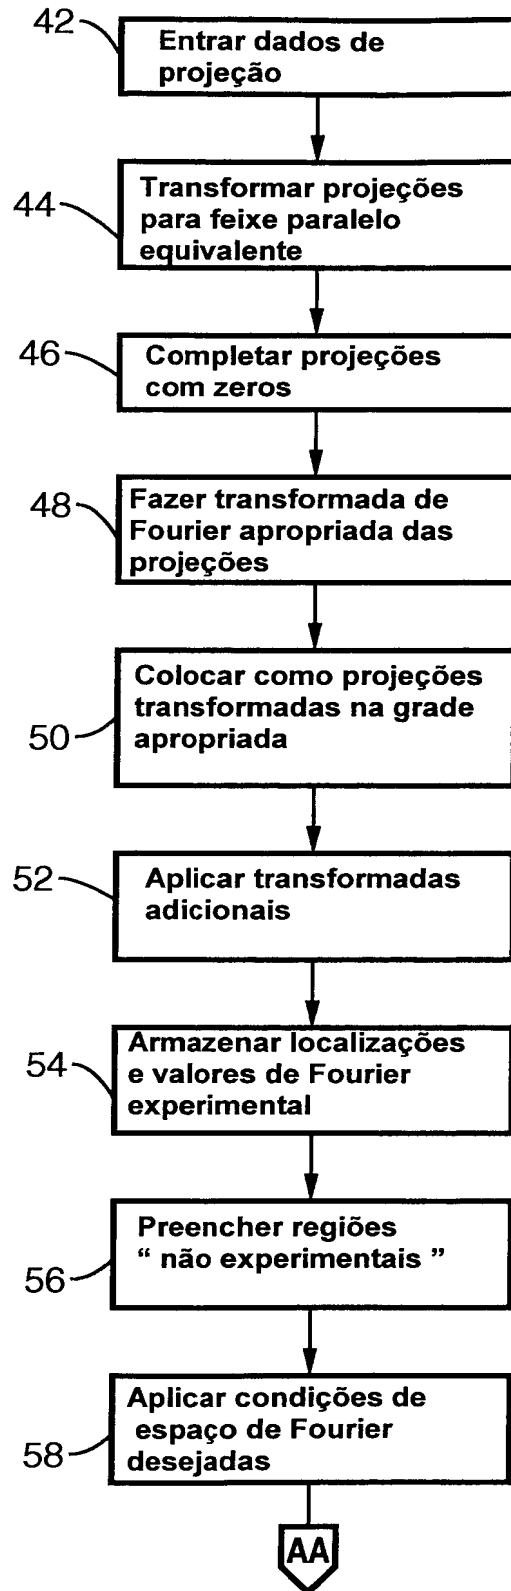 42
Entrar dados de
projeção
44
Transformar projeções
para feixe paralelo
equivalente
46
Completar projeções
com zeros
48
Fazer transformada de
Fourier apropriada das
projeções
50
Colocar como projeções
transformadas na grade
apropriada
52
Aplicar transformadas
adicionais
54
Armazenar localizações
e valores de Fourier
experimental
56
Preencher regiões
“ não experimentais ”
58
Aplicar condições de
espaço de Fourier
desejadas
AA